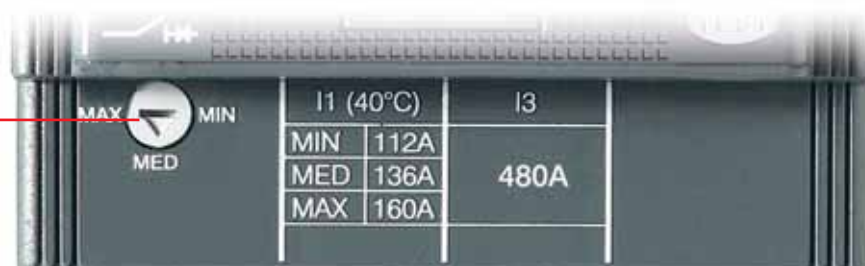 I1 (40°C) I3
MAX MIN
MIN 112A
MED
MED 136A 480A
MAX 160A